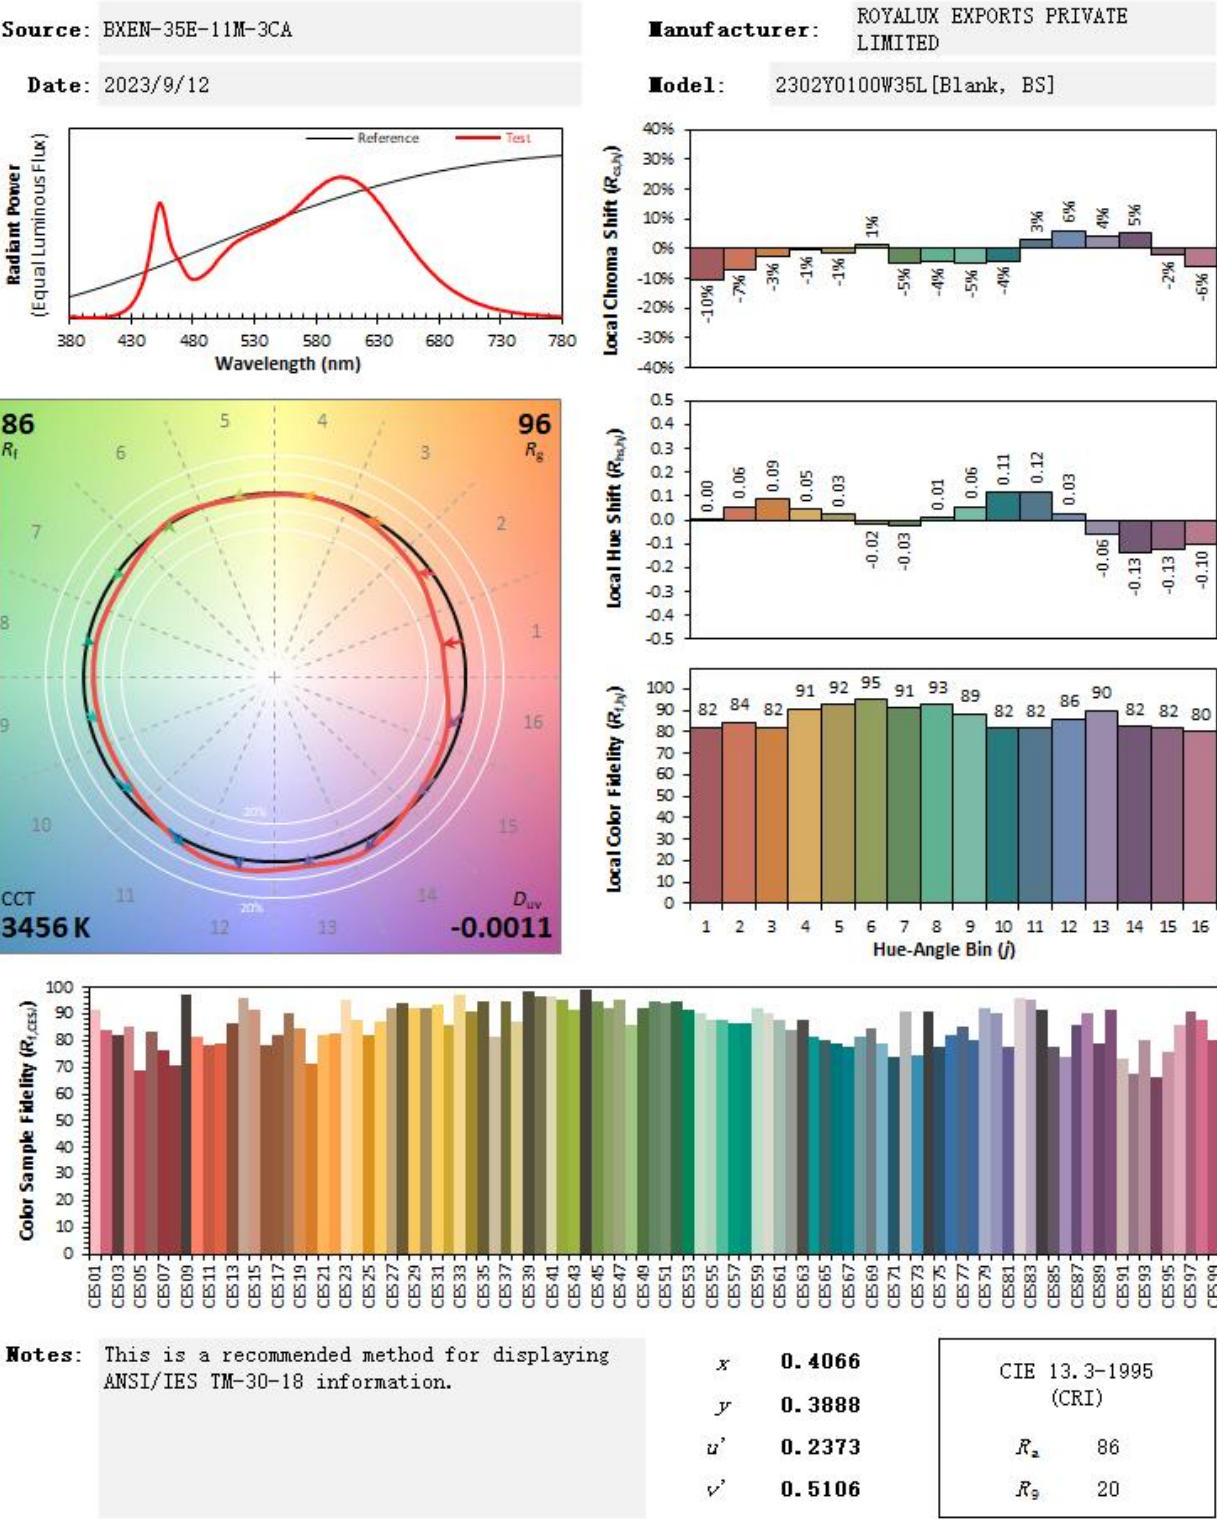 Source: BXEN-35E-11M-3CA
Manufacturer: ROYALUX EXPORTS PRIVATE
LIMITED
Date: 2023/9/12
Model: 2302Y0100W35L[Blank, BS]
Radiant Power
(Equal Luminous Flux)
Reference
Test
380 430 480 530 580 630 680 730 780
Wavelength (nm)
Local Chroma Shift (Rcs,hj)
40%
30%
20%
10%
0%
-10%
-20%
-30%
-40%
-10% -7% -3% -1% -1% 1% -5% -4% -5% -4% 3% 6% 4% 5% -2% -6%
86
Rf
96
Rg
1 2 3 4 5 6 7 8 9 10 11 12 13 14 15 16
20%
20%
CCT
3456 K
Duv
-0.0011
Local Hue Shift (Rhs,hj)
0.5
0.4
0.3
0.2
0.1
0.0
-0.1
-0.2
-0.3
-0.4
-0.5
0.00 0.06 0.09 0.05 0.03 -0.02 -0.03 0.01 0.06 0.11 0.12 0.03 -0.06 -0.13 -0.13 -0.10
Local Color Fidelity (Rf,hj)
100
90
80
70
60
50
40
30
20
10
0
82 84 82 91 92 95 91 93 89 82 82 86 90 82 82 80
1 2 3 4 5 6 7 8 9 10 11 12 13 14 15 16
Hue-Angle Bin (j)
Color Sample Fidelity (Rf,CESi)
100
90
80
70
60
50
40
30
20
10
0
CES01 CES03 CES05 CES07 CES09 CES11 CES13 CES15 CES17 CES19 CES21 CES23 CES25 CES27 CES29 CES31 CES33 CES35 CES37 CES39 CES41 CES43 CES45 CES47 CES49 CES51 CES53 CES55 CES57 CES59 CES61 CES63 CES65 CES67 CES69 CES71 CES73 CES75 CES77 CES79 CES81 CES83 CES85 CES87 CES89 CES91 CES93 CES95 CES97 CES99
Notes: This is a recommended method for displaying
ANSI/IES TM-30-18 information.
x 0.4066
y 0.3888
u' 0.2373
v' 0.5106
CIE 13.3-1995
(CRI)
Ra 86
R9 20